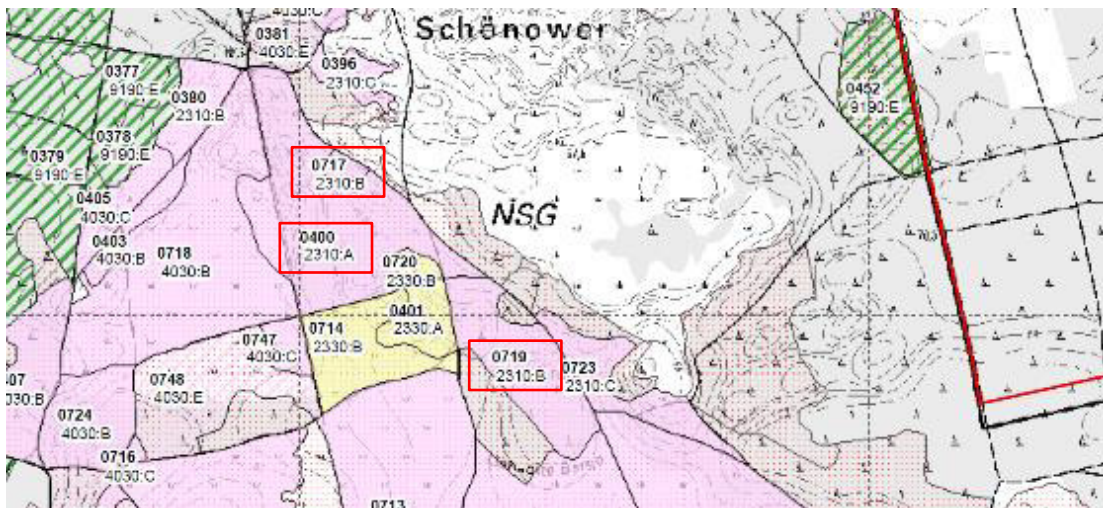 Schönower
0381
4030:E
0396
2310:C
0377
9190:E
0380
2310:B
0452
9190:E
0378
9190:E
0379
9190:E
0717
2310:B
0405
4030:C
NSG
0403
4030:B
0718
4030:B
0400
2310:A
0720
2330:B
0401
2330:A
0714
2330:B
0747
4030:C
0719
2310:B
0723
2310:C
0748
4030:E
030:B
0724
4030:B
0716
4030:C
0713